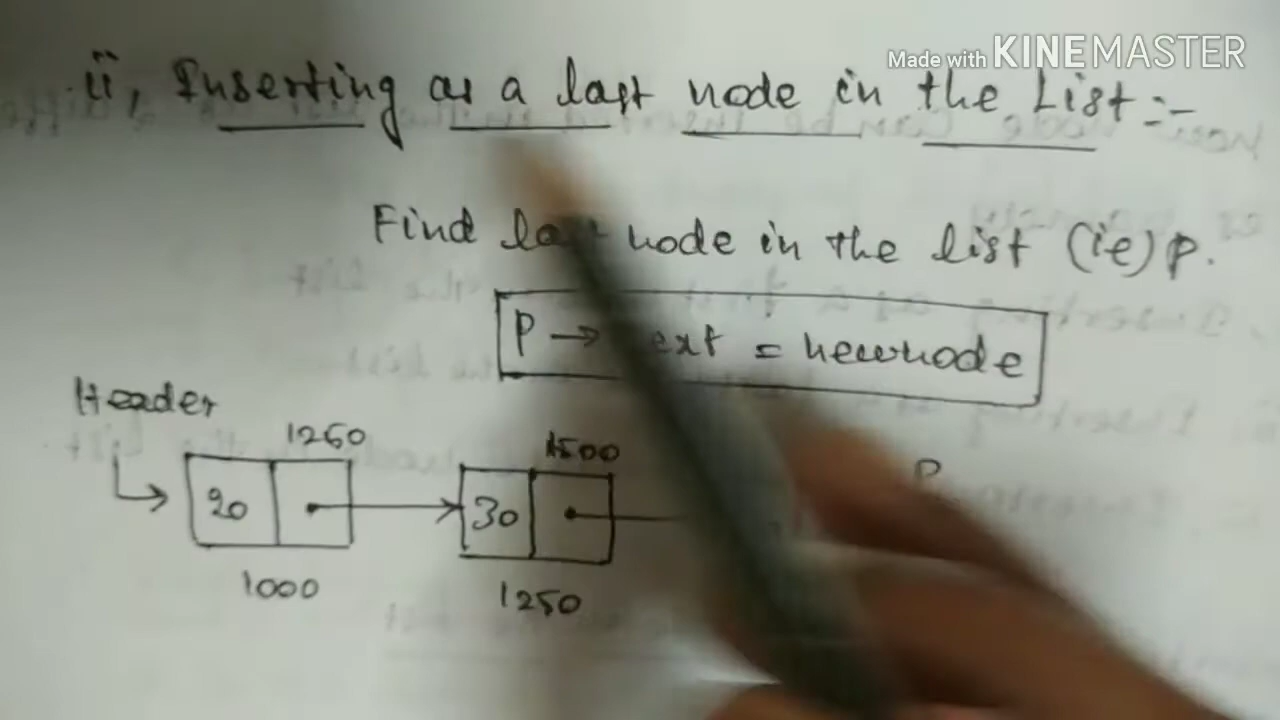 Made with KINEMASTER
ii, Inserting as a last node in the List :-
Find last node in the list (ie) p.
P → next = newnode
Header
1250
1500
P
20
30
1000
1250